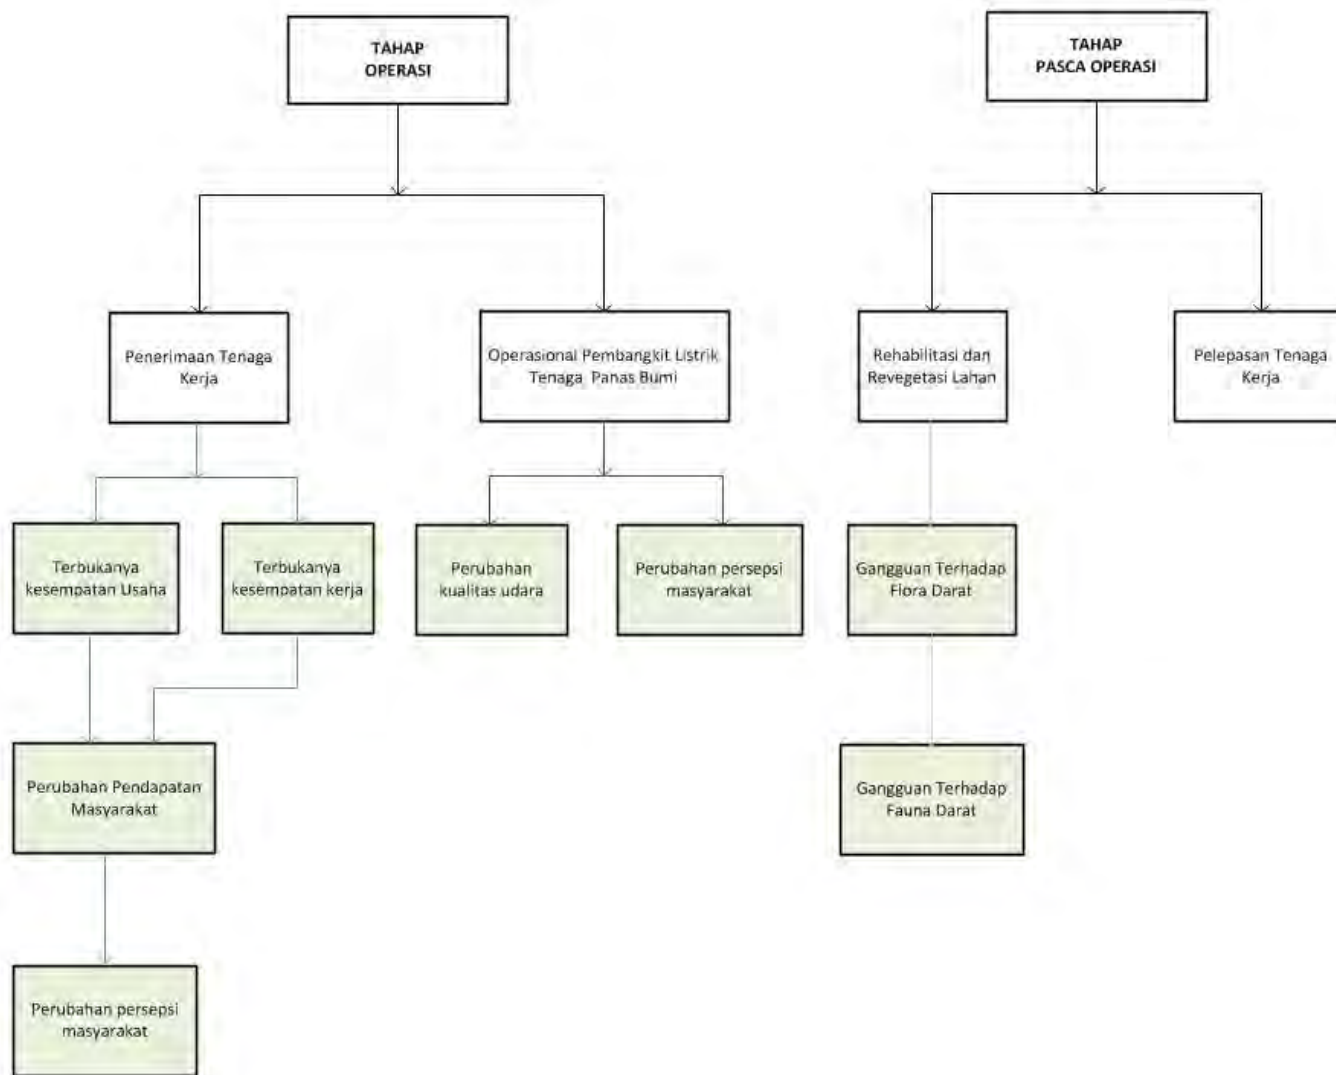 TAHAP
OPERASI
TAHAP
PASCA OPERASI
Penerimaan Tenaga
Kerja
Operasional Pembangkit Listrik
Tenaga Panas Bumi
Rehabilitasi dan
Revegetasi Lahan
Pelepasan Tenaga
Kerja
Terbukanya
kesempatan Usaha
Terbukanya
kesempatan kerja
Perubahan
kualitas udara
Perubahan persepsi
masyarakat
Gangguan Terhadap
Flora Darat
Perubahan Pendapatan
Masyarakat
Gangguan Terhadap
Fauna Darat
Perubahan persepsi
masyarakat